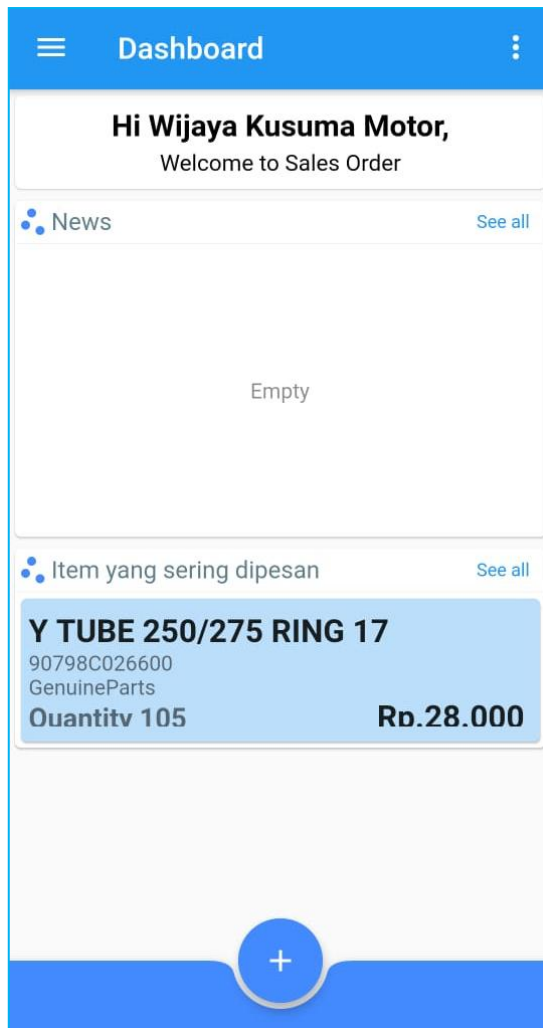 Dashboard
Hi Wijaya Kusuma Motor,
Welcome to Sales Order
News See all
Empty
Item yang sering dipesan See all
Y TUBE 250/275 RING 17
90798C026600
GenuineParts
Quantity 105 Rp.28.000
+